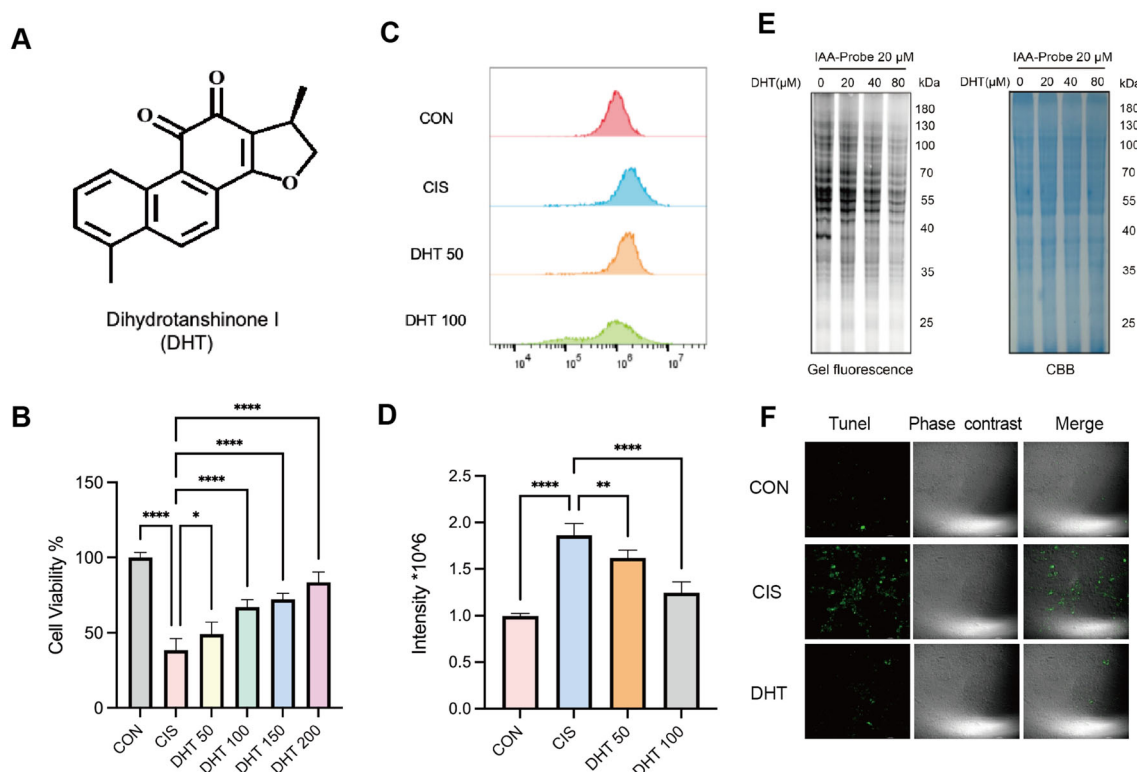 A
O
O
O
Dihydrotanshinone I
(DHT)
B
Cell Viability %
100
50
0
****
*
****
****
****
CON
CIS
DHT 50
DHT 100
DHT 150
DHT 200
C
CON
CIS
DHT 50
DHT 100
10^4
10^5
10^6
10^7
D
Intensity *10^6
2.5
2.0
1.5
1.0
0.5
0.0
****
**
****
CON
CIS
DHT 50
DHT 100
E
IAA-Probe 20 μM
DHT(μM) 0 20 40 80 kDa
180
130
100
70
55
40
35
25
Gel fluorescence
IAA-Probe 20 μM
DHT(μM) 0 20 40 80 kDa
180
130
100
70
55
40
35
25
CBB
F
Tunel Phase contrast Merge
CON
CIS
DHT